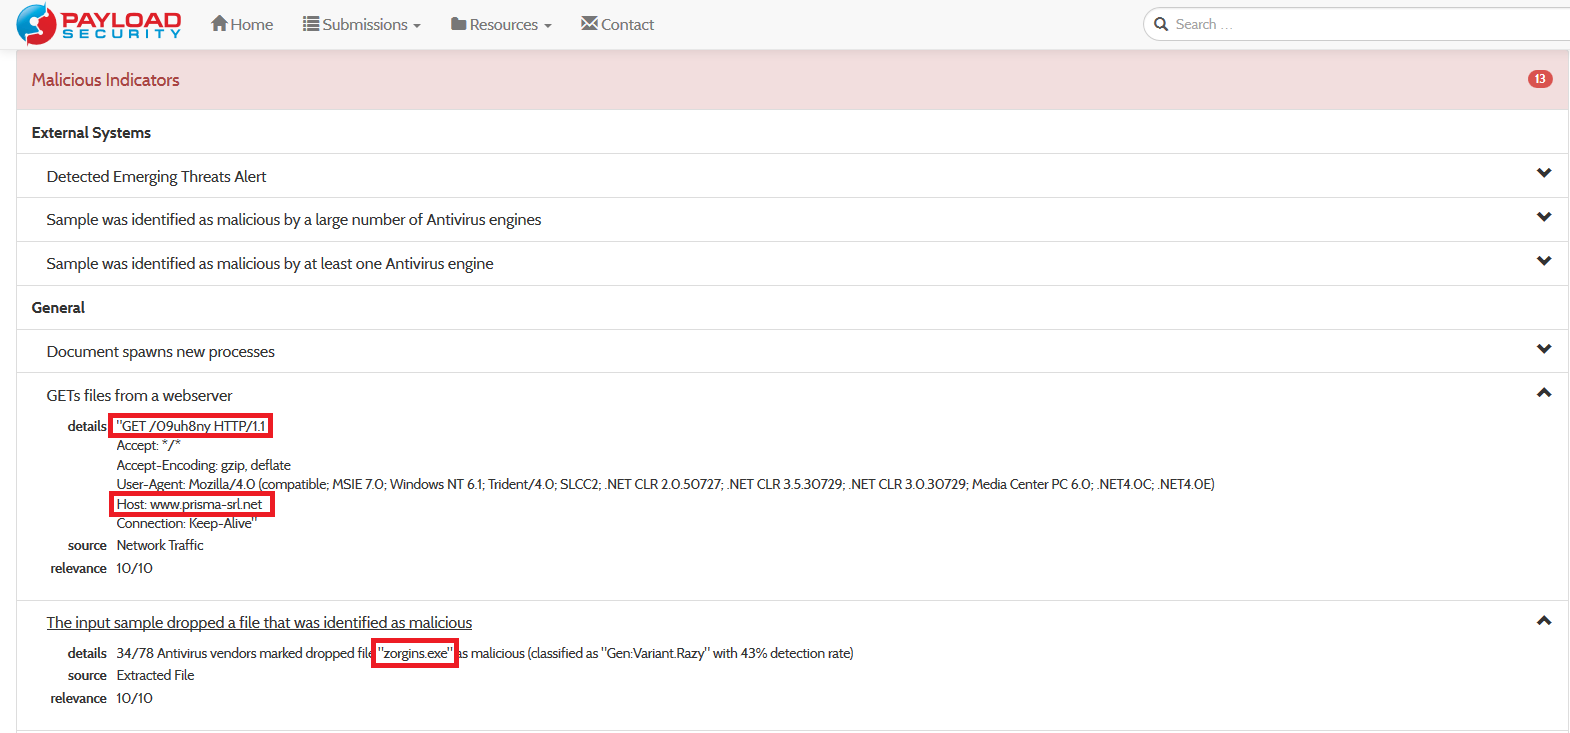 PAYLOAD
SECURITY
Home
Submissions
Resources
Contact
Search ...
Malicious Indicators
13
External Systems
Detected Emerging Threats Alert
Sample was identified as malicious by a large number of Antivirus engines
Sample was identified as malicious by at least one Antivirus engine
General
Document spawns new processes
GETs files from a webserver
details "GET /09uh8ny HTTP/1.1
Accept: */*
Accept-Encoding: gzip, deflate
User-Agent: Mozilla/4.0 (compatible; MSIE 7.0; Windows NT 6.1; Trident/4.0; SLCC2; .NET CLR 2.0.50727; .NET CLR 3.5.30729; .NET CLR 3.0.30729; Media Center PC 6.0; .NET4.0C; .NET4.0E)
Host: www.prisma-srl.net
Connection: Keep-Alive"
source Network Traffic
relevance 10/10
The input sample dropped a file that was identified as malicious
details 34/78 Antivirus vendors marked dropped file "zorgins.exe" as malicious (classified as "Gen:Variant.Razy" with 43% detection rate)
source Extracted File
relevance 10/10